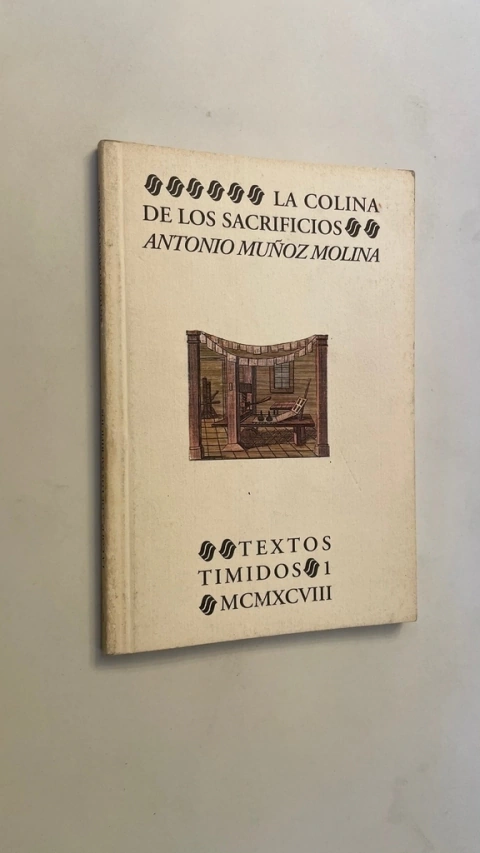 LA COLINA
DE LOS SACRIFICIOS
ANTONIO MUÑOZ MOLINA
TEXTOS
TIMIDOS 1
MCMXCVIII